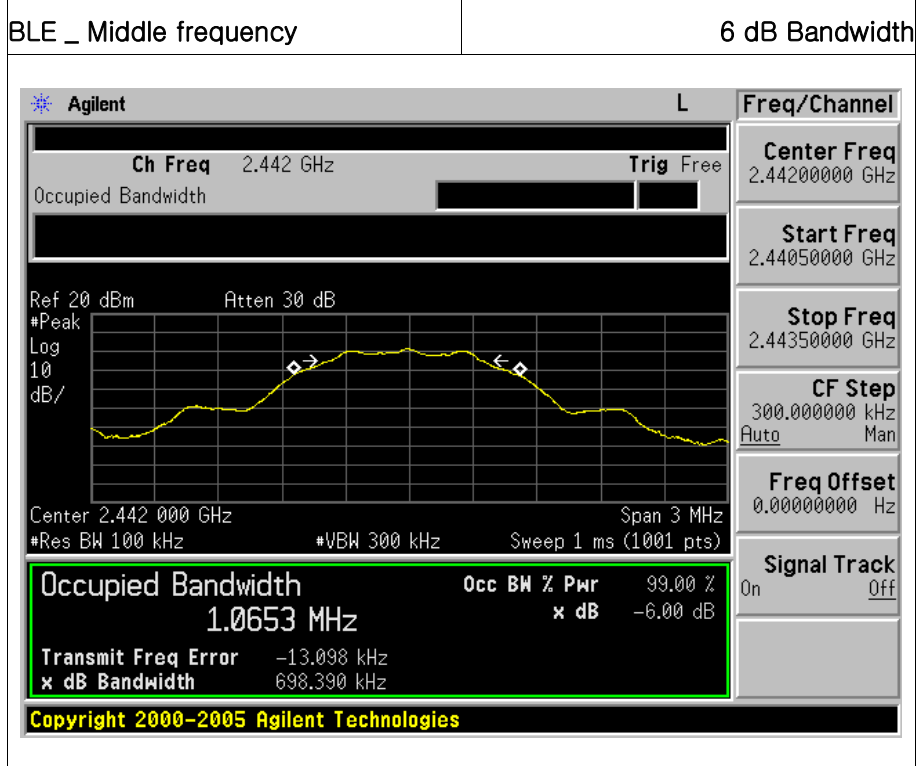 BLE _ Middle frequency
6 dB Bandwidth
Agilent
L
Freq/Channel
Ch Freq 2.442 GHz
Trig Free
Occupied Bandwidth
Center Freq
2.44200000 GHz
Start Freq
2.44050000 GHz
Stop Freq
2.44350000 GHz
CF Step
300.000000 kHz
Auto Man
Freq Offset
0.00000000 Hz
Signal Track
On Off
Ref 20 dBm Atten 30 dB
#Peak
Log
10
dB/
Center 2.442 000 GHz Span 3 MHz
#Res BW 100 kHz #VBW 300 kHz Sweep 1 ms (1001 pts)
Occupied Bandwidth
1.0653 MHz
Occ BW % Pwr 99.00 %
x dB -6.00 dB
Transmit Freq Error -13.098 kHz
x dB Bandwidth 698.390 kHz
Copyright 2000-2005 Agilent Technologies